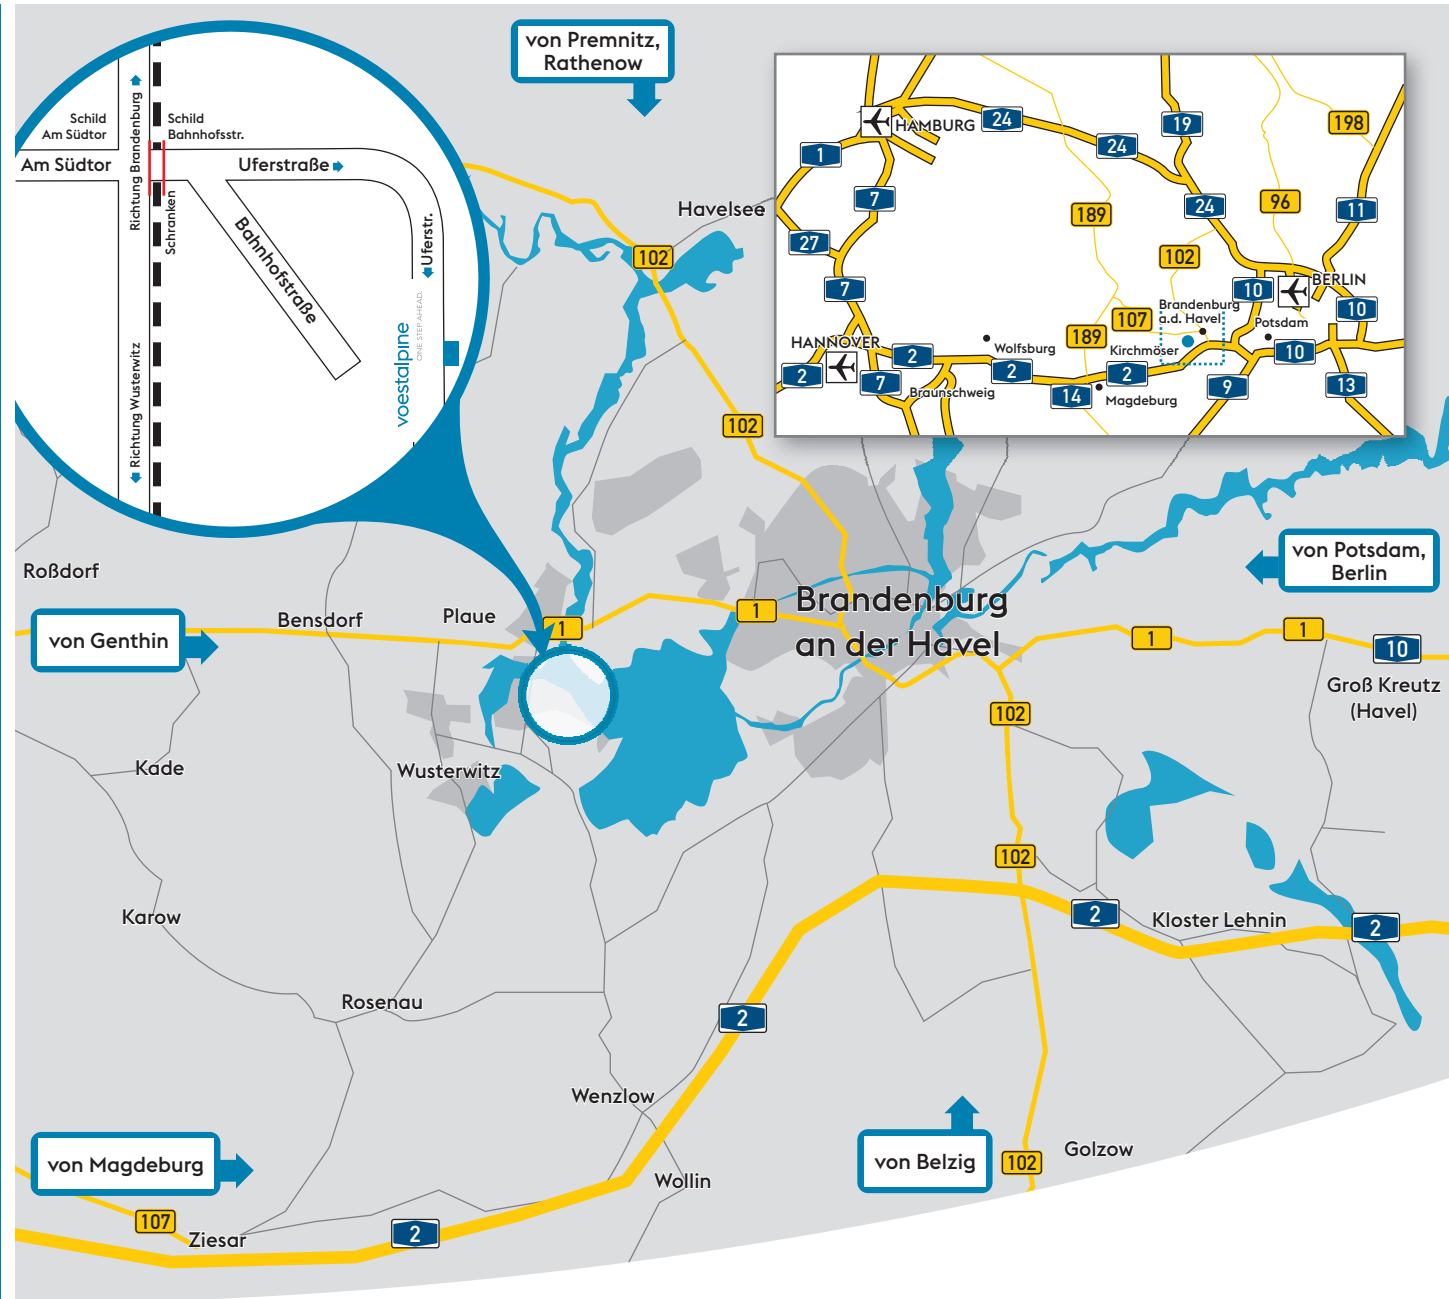 von Premnitz,
Rathenow
Schild
Am Südtor
Richtung Brandenburg
Schild
Bahnhofsstr.
Am Südtor
Uferstraße
Schranken
Bahnhofstraße
Uferstr.
Richtung Wusterwitz
voestalpine
ONE STEP AHEAD.
24
19
198
HAMBURG
1
24
7
189
24
96
11
27
102
7
10
BERLIN
Brandenburg
a.d. Havel
107
10
Potsdam
189
HANNOVER
Wolfsburg
Kirchmöser
2
10
2
7
2
2
9
13
14
Braunschweig
Magdeburg
Havelsee
102
102
von Potsdam,
Berlin
Roßdorf
Bensdorf
Plaue
1
1
Brandenburg
an der Havel
von Genthin
1
1
10
Groß Kreutz
(Havel)
102
Kade
Wusterwitz
102
Karow
2
Kloster Lehnin
2
Rosenau
2
Wenzlow
von Magdeburg
Wollin
von Belzig
102
Golzow
107
Ziesar
2